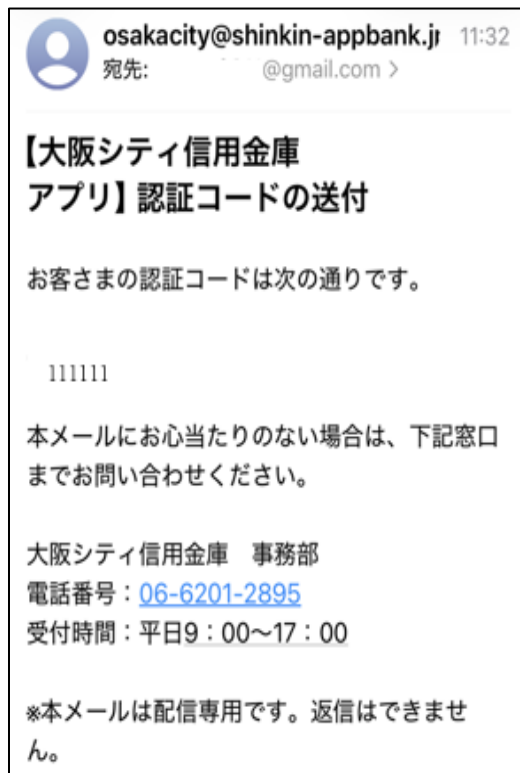 osakacity@shinkin-appbank.jp 11:32
宛先: @gmail.com >
【大阪シティ信用金庫
アプリ】認証コードの送付
お客さまの認証コードは次の通りです。
111111
本メールにお心当たりのない場合は、下記窓口
までお問い合わせください。
大阪シティ信用金庫　事務部
電話番号：06-6201-2895
受付時間：平日9：00～17：00
※本メールは配信専用です。返信はできませ
ん。